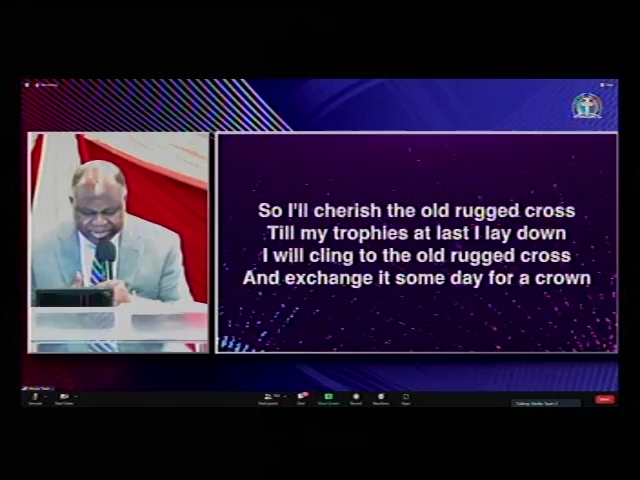 So I'll cherish the old rugged cross
Till my trophies at last I lay down
I will cling to the old rugged cross
And exchange it some day for a crown